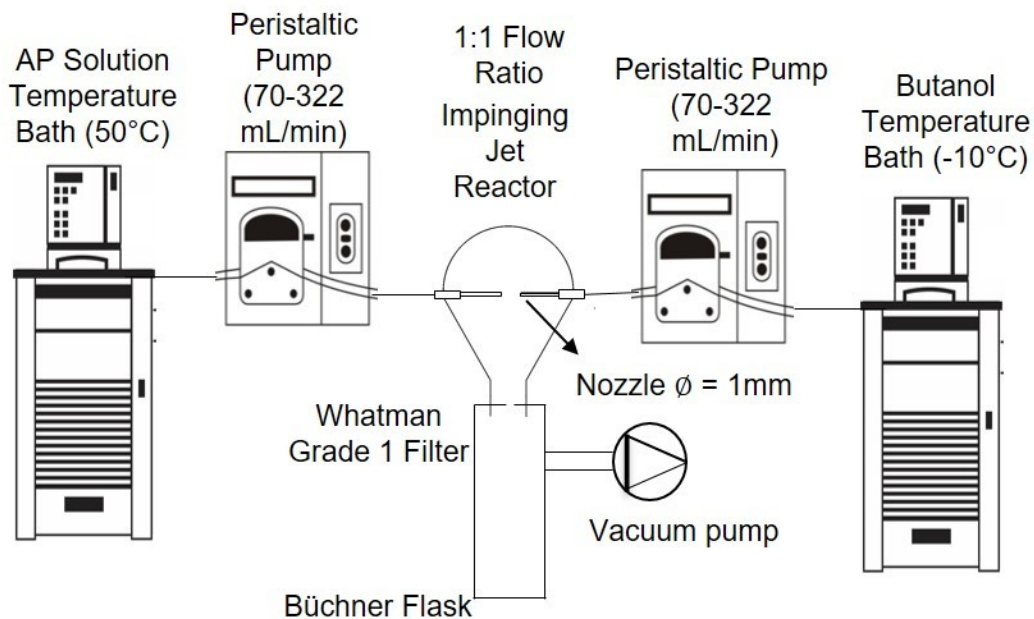 AP Solution
Temperature
Bath (50°C)
Peristaltic
Pump
(70-322
mL/min)
1:1 Flow
Ratio
Impinging
Jet
Reactor
Peristaltic Pump
(70-322
mL/min)
Butanol
Temperature
Bath (-10°C)
Nozzle ∅ = 1mm
Whatman
Grade 1 Filter
Vacuum pump
Büchner Flask